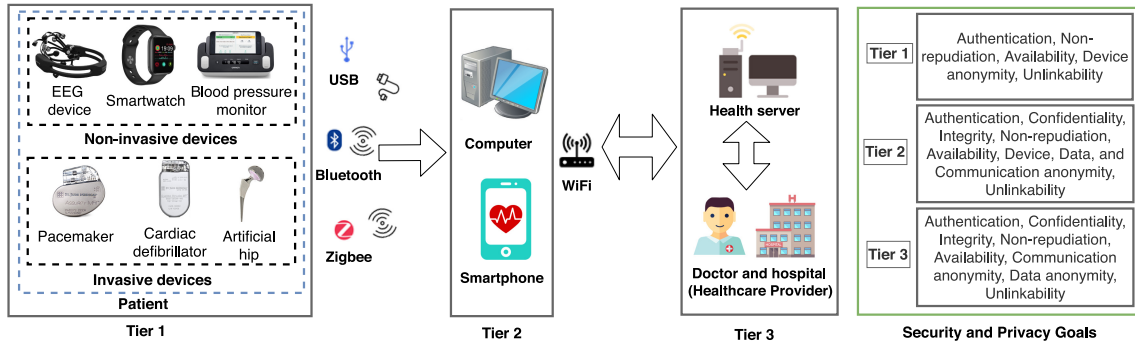 EEG
device
Smartwatch
Blood pressure
monitor
Non-invasive devices
Pacemaker
Cardiac
defibrillator
Artificial
hip
Invasive devices
Patient
Tier 1
USB
Bluetooth
Zigbee
Computer
Smartphone
Tier 2
WiFi
Health server
Doctor and hospital
(Healthcare Provider)
Tier 3
Tier 1
Authentication, Non-
repudiation, Availability, Device
anonymity, Unlinkability
Tier 2
Authentication, Confidentiality,
Integrity, Non-repudiation,
Availability, Device, Data, and
Communication anonymity,
Unlinkability
Tier 3
Authentication, Confidentiality,
Integrity, Non-repudiation,
Availability, Communication
anonymity, Data anonymity,
Unlinkability
Security and Privacy Goals